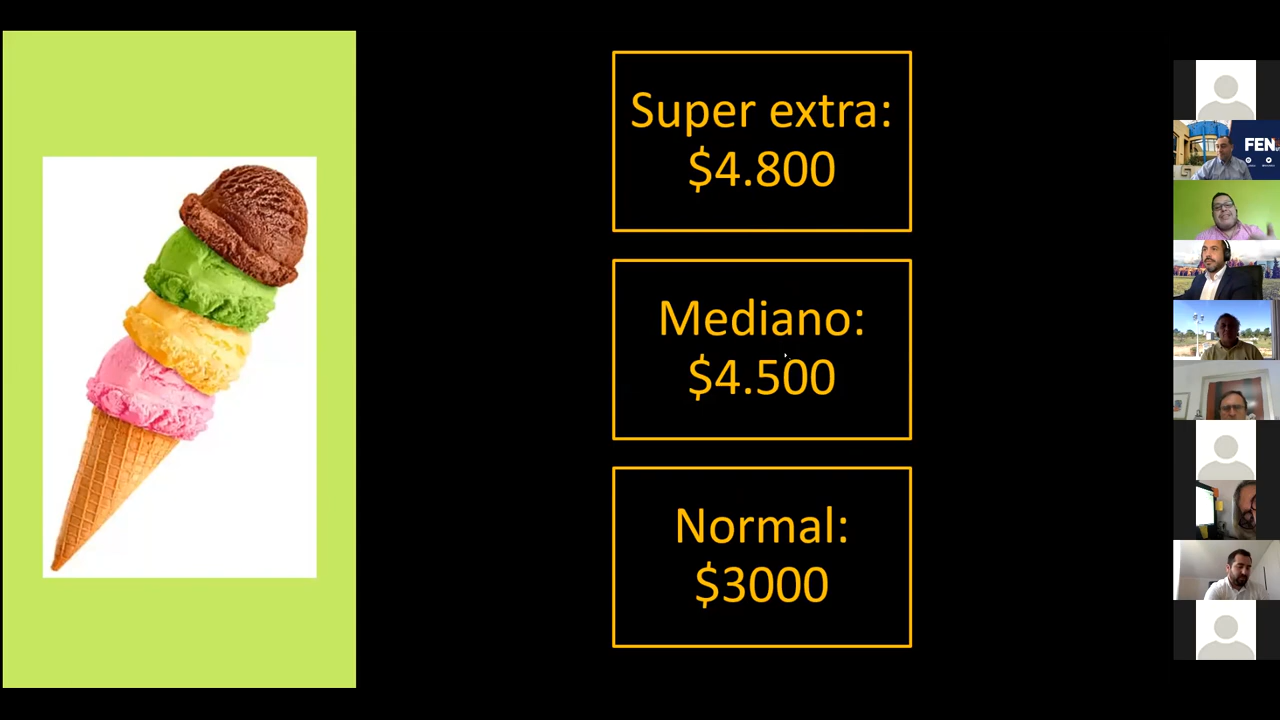 Super extra:
$4.800
Mediano:
$4.500
Normal:
$3000
FEN